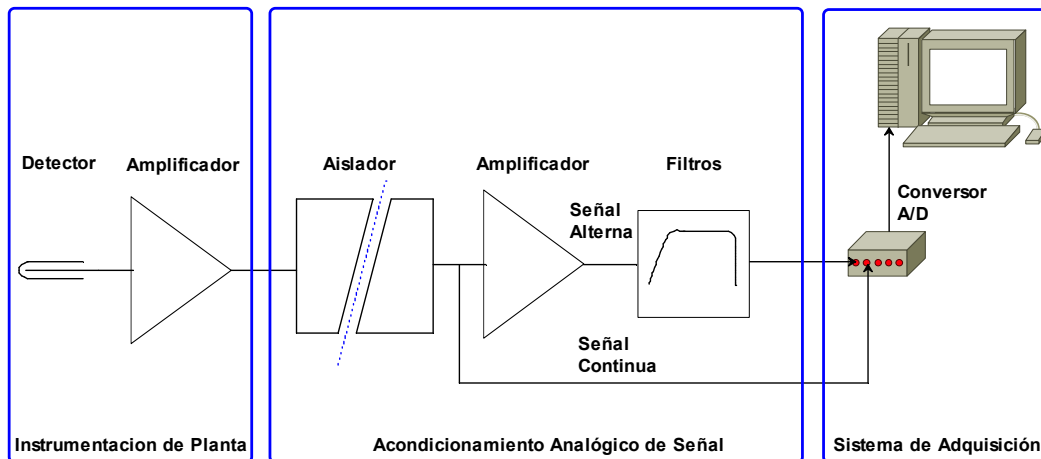 Detector
Amplificador
Aislador
Amplificador
Filtros
Señal
Alterna
Conversor
A/D
Señal
Continua
Instrumentacion de Planta
Acondicionamiento Analógico de Señal
Sistema de Adquisición